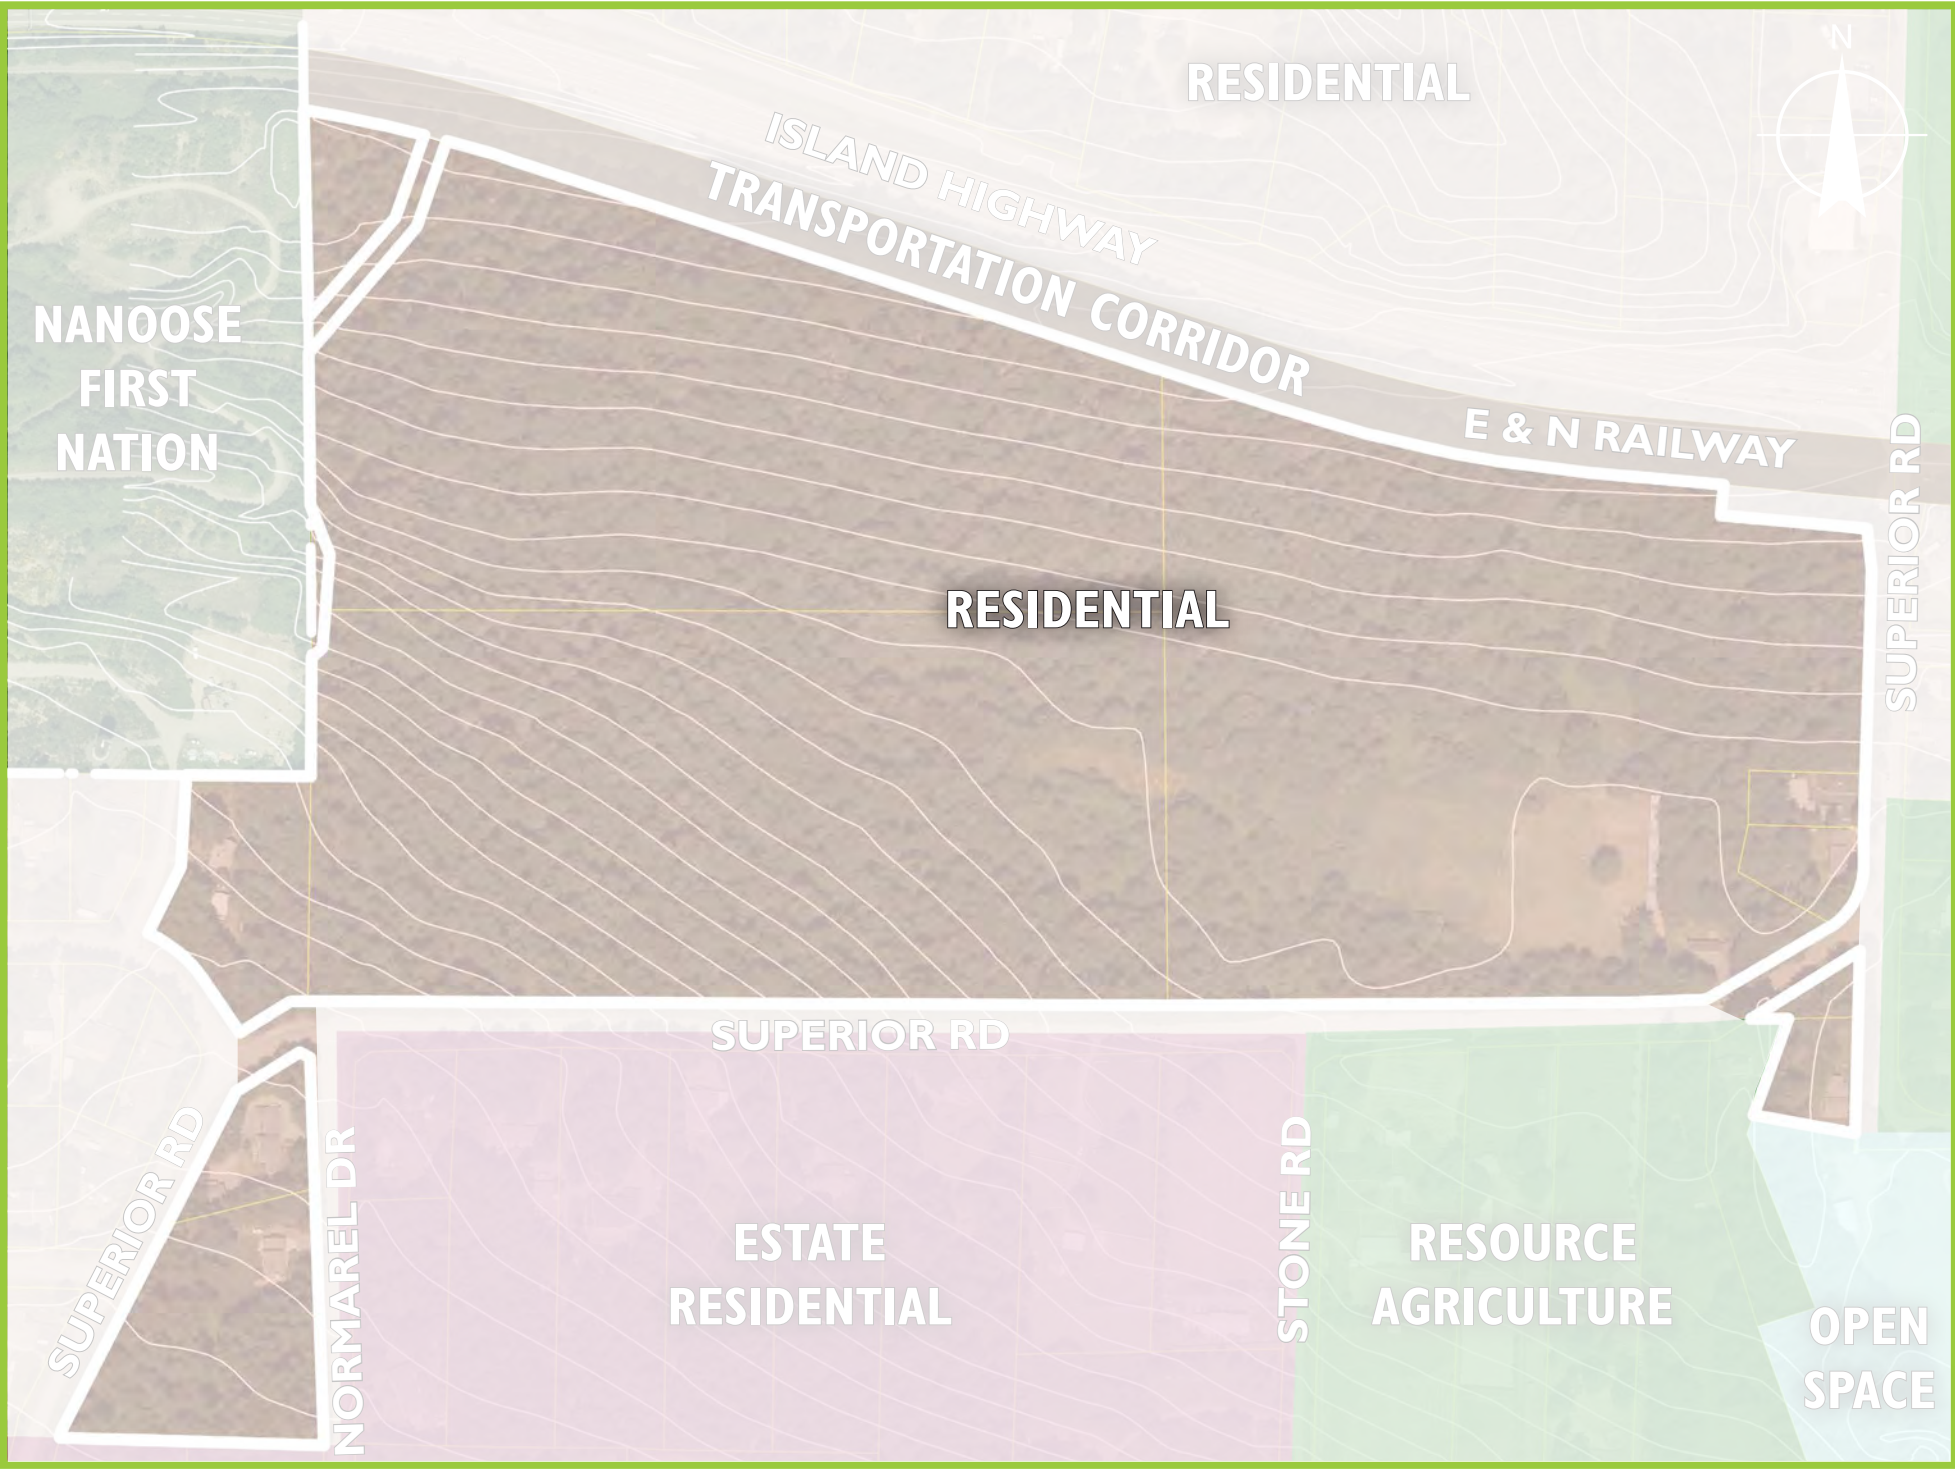 N
RESIDENTIAL
ISLAND HIGHWAY
TRANSPORTATION CORRIDOR
NANOOSE
FIRST
NATION
E & N RAILWAY
SUPERIOR RD
RESIDENTIAL
SUPERIOR RD
SUPERIOR RD
NORMAREL DR
STONE RD
ESTATE
RESIDENTIAL
RESOURCE
AGRICULTURE
OPEN
SPACE